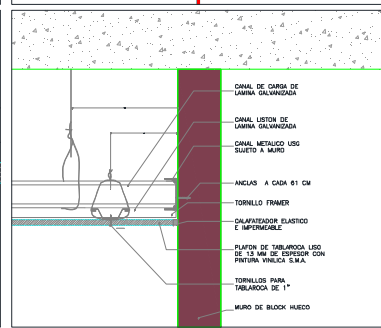 CANAL DE CARGA DE
LAMINA GALVANIZADA
CANAL LISTON DE
LAMINA GALVANIZADA
CANAL METALICO USG
SUJETO A MURO
ANCLAS A CADA 61 CM
TORNILLO FRAMER
CALAFATEADOR ELASTICO
E IMPERMEABLE
PLAFON DE TABLAROCA LISO
DE 13 MM DE ESPESOR CON
PINTURA VINILICA S.M.A.
TORNILLOS PARA
TABLAROCA DE 1"
MURO DE BLOCK HUECO